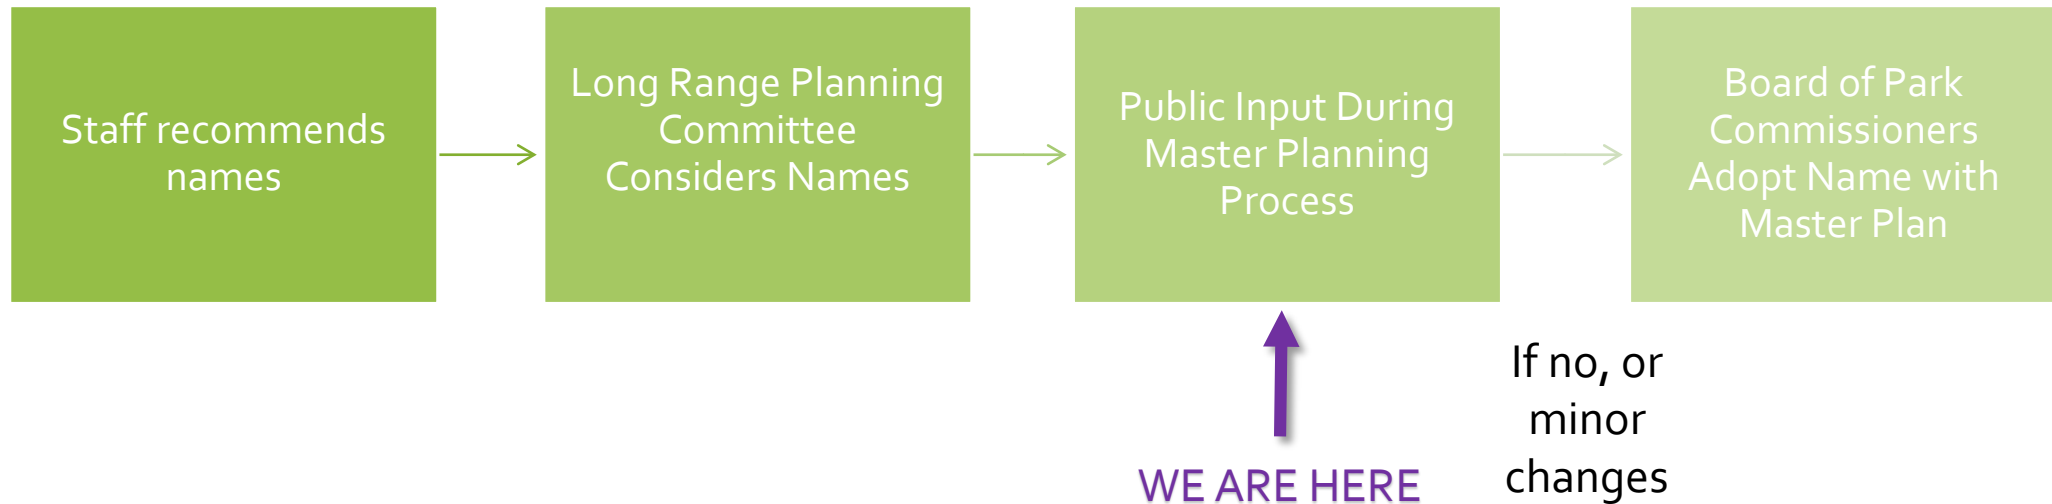 Staff recommends
names
Long Range Planning
Committee
Considers Names
Public Input During
Master Planning
Process
Board of Park
Commissioners
Adopt Name with
Master Plan
WE ARE HERE
If no, or
minor
changes